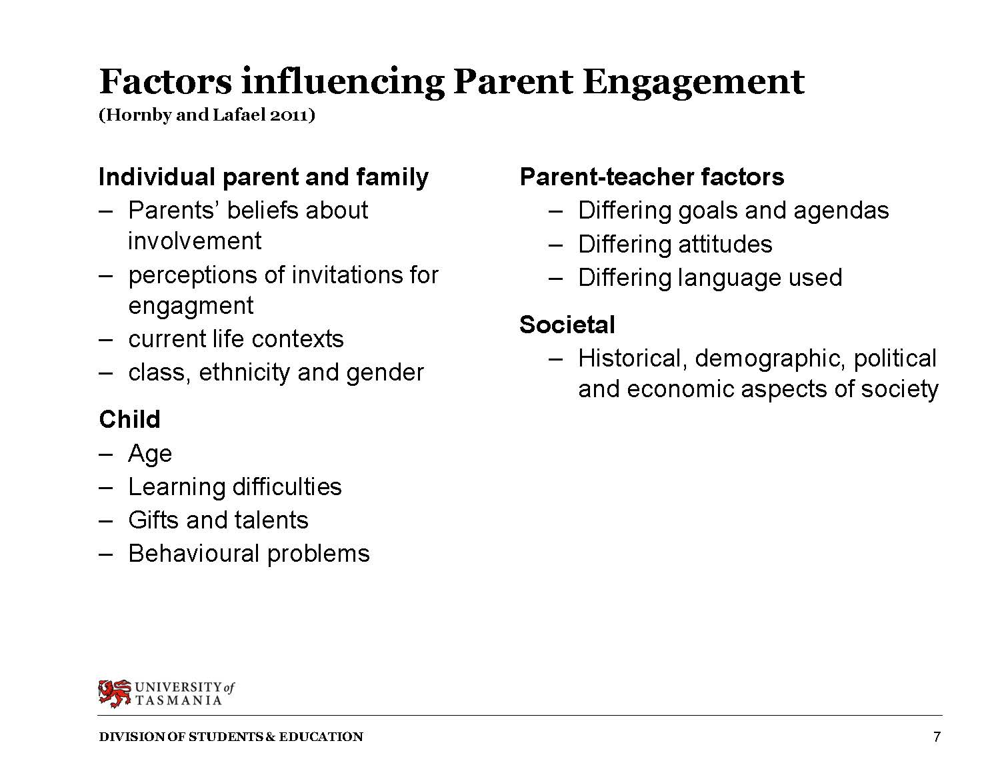 Factors influencing Parent Engagement
(Hornby and Lafael 2011)
Individual parent and family
– Parents’ beliefs about
involvement
– perceptions of invitations for
engagment
– current life contexts
– class, ethnicity and gender
Child
– Age
– Learning difficulties
– Gifts and talents
– Behavioural problems
Parent-teacher factors
– Differing goals and agendas
– Differing attitudes
– Differing language used
Societal
– Historical, demographic, political
and economic aspects of society
UNIVERSITY of
TASMANIA
DIVISION OF STUDENTS & EDUCATION
7